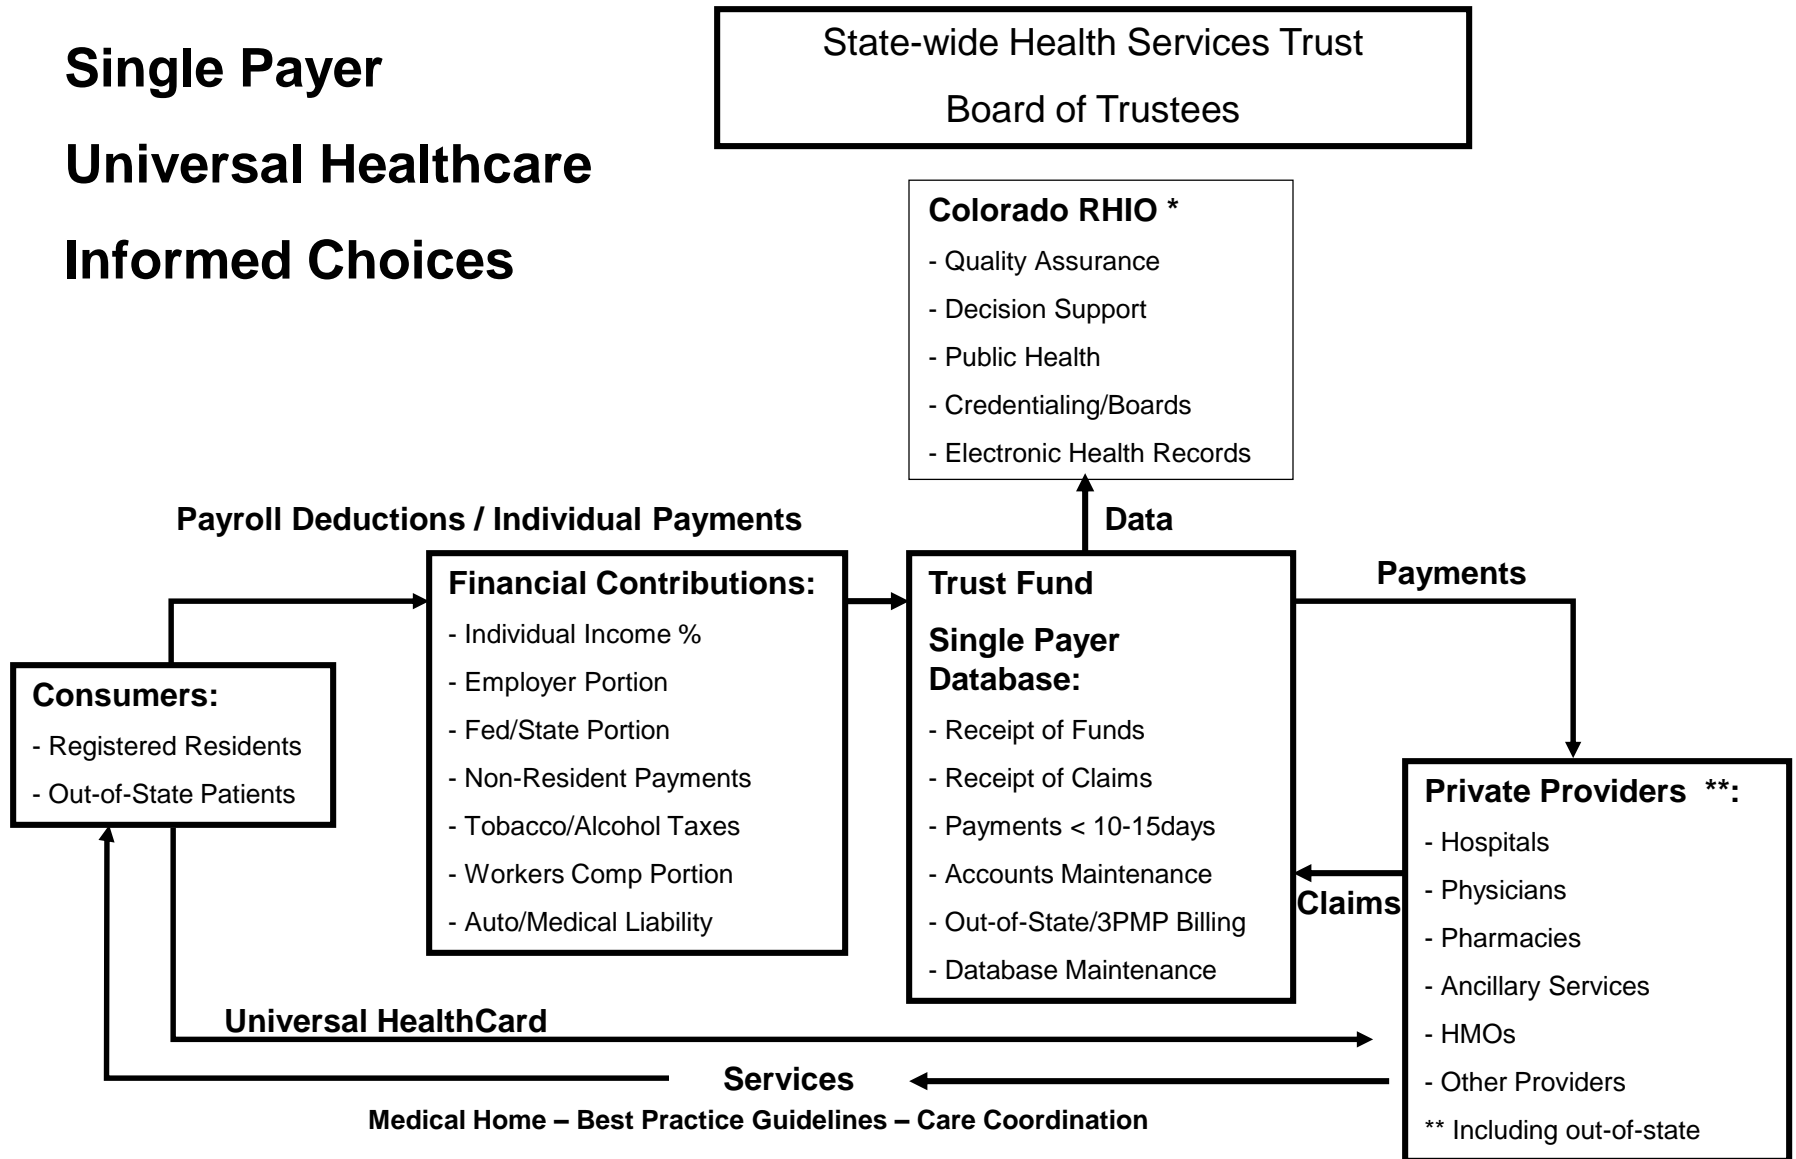 Single Payer
Universal Healthcare
Informed Choices
State-wide Health Services Trust
Board of Trustees
Colorado RHIO *
- Quality Assurance
- Decision Support
- Public Health
- Credentialing/Boards
- Electronic Health Records
Payroll Deductions / Individual Payments
Data
Payments
Consumers:
- Registered Residents
- Out-of-State Patients
Financial Contributions:
- Individual Income %
- Employer Portion
- Fed/State Portion
- Non-Resident Payments
- Tobacco/Alcohol Taxes
- Workers Comp Portion
- Auto/Medical Liability
Trust Fund
Single Payer
Database:
- Receipt of Funds
- Receipt of Claims
- Payments < 10-15days
- Accounts Maintenance
- Out-of-State/3PMP Billing
- Database Maintenance
Claims
Private Providers **:
- Hospitals
- Physicians
- Pharmacies
- Ancillary Services
- HMOs
- Other Providers
** Including out-of-state
Universal HealthCard
Services
Medical Home – Best Practice Guidelines – Care Coordination